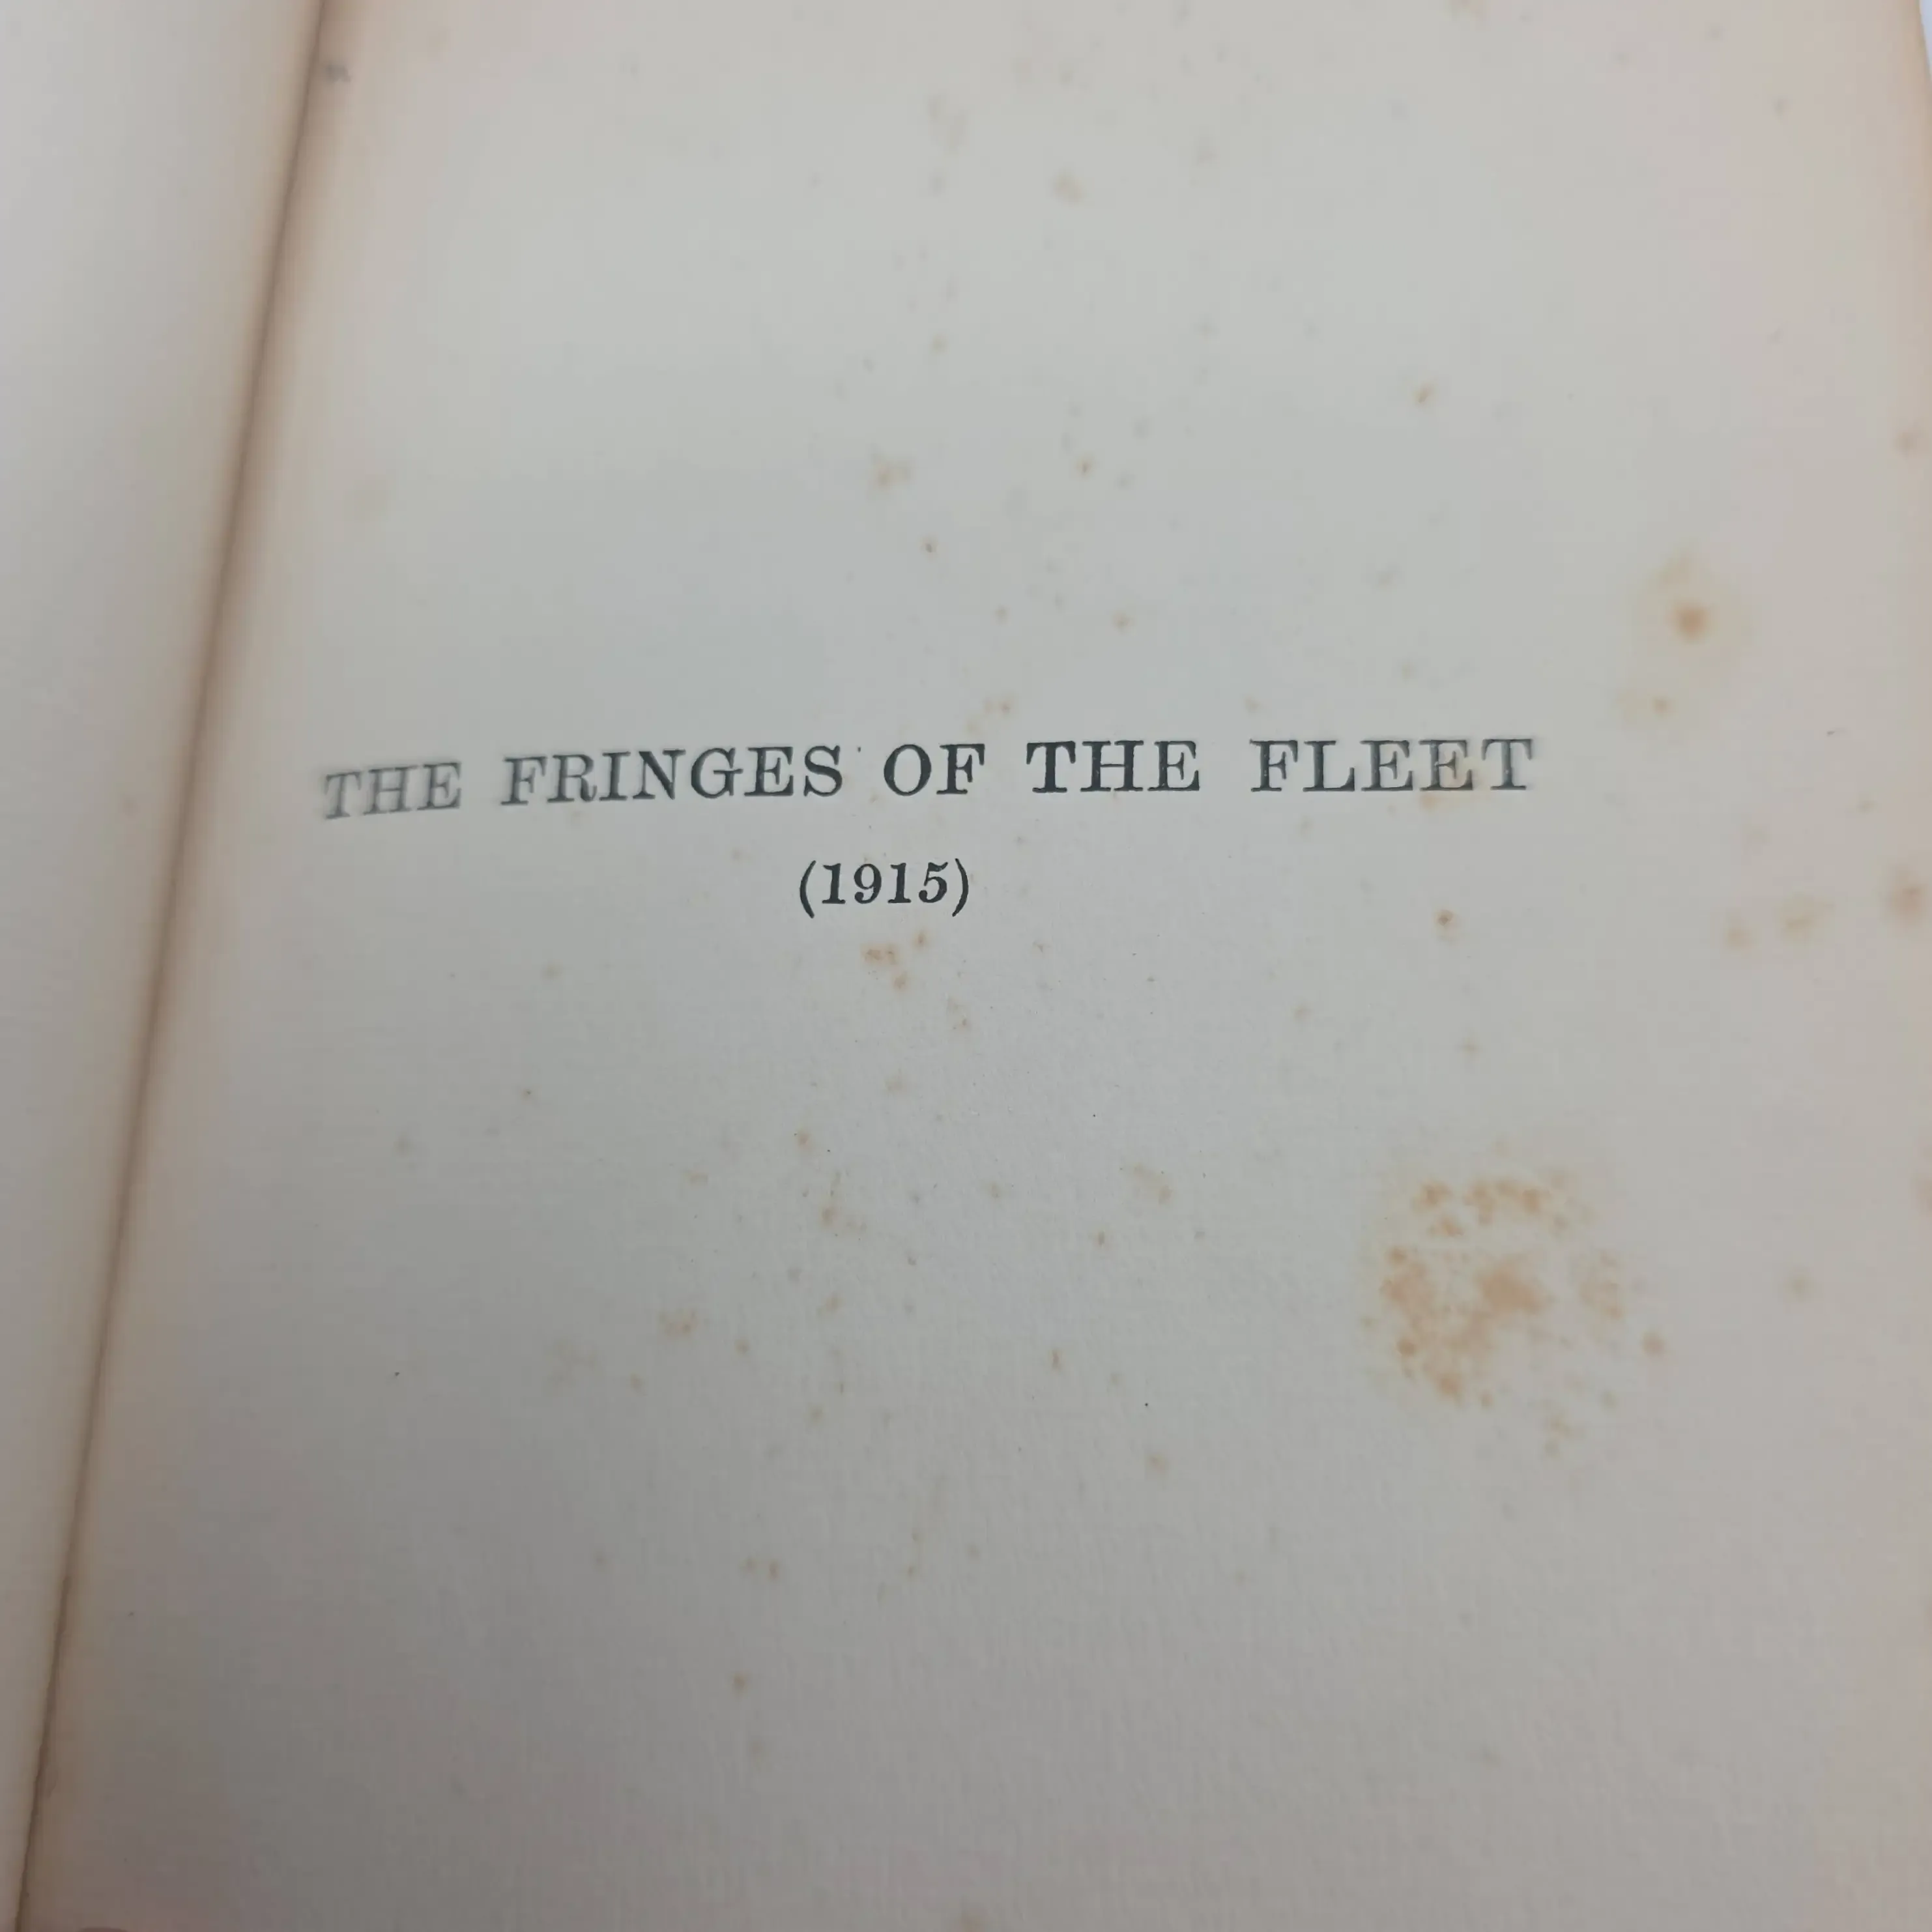 THE FRINGES OF THE FLEET
(1915)